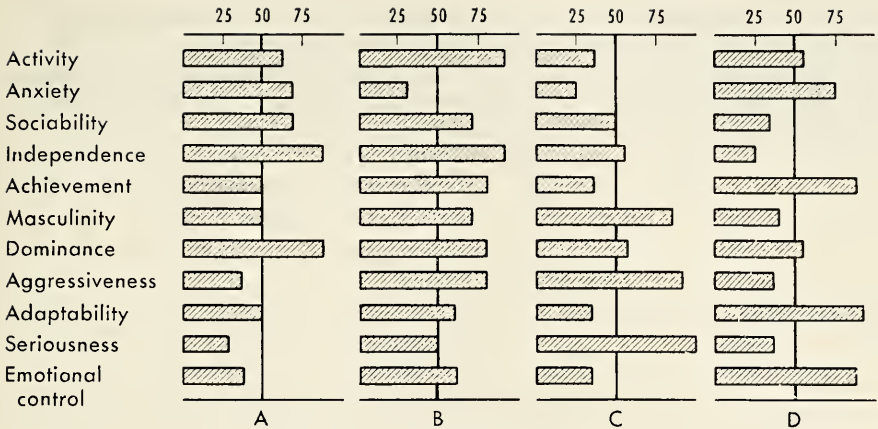 25 50 75 25 50 75 25 50 75 25 50 75
Activity
Anxiety
Sociability
Independence
Achievement
Masculinity
Dominance
Aggressiveness
Adaptability
Seriousness
Emotional
control
A B C D